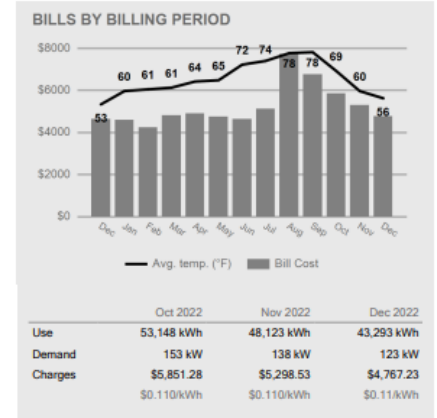 BILLS BY BILLING PERIOD
$8000
$6000
$4000
$2000
$0
53 60 61 61 64 65 72 74 78 78 69 60 56
Dec Jan Feb Mar Apr May Jun Jul Aug Sep Oct Nov Dec
Avg. temp. (°F) Bill Cost
Oct 2022 Nov 2022 Dec 2022
Use 53,148 kWh 48,123 kWh 43,293 kWh
Demand 153 kW 138 kW 123 kW
Charges $5,851.28 $5,298.53 $4,767.23
$0.110/kWh $0.110/kWh $0.11/kWh